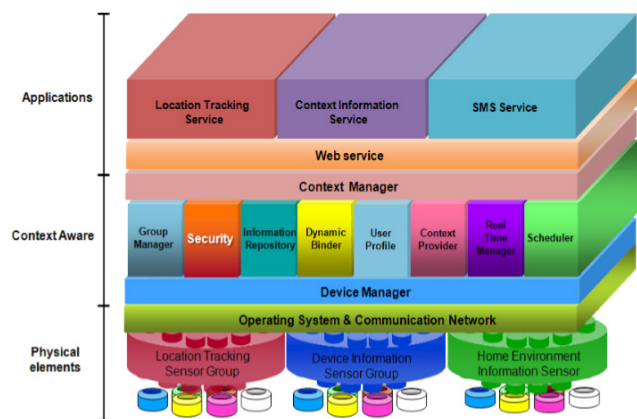 Applications
Location Tracking
Service
Context Information
Service
SMS Service
Web service
Context Aware
Context Manager
Group
Manager
Security
Information
Repository
Dynamic
Binder
User
Profile
Context
Provider
Real
Time
Manager
Scheduler
Device Manager
Physical
elements
Operating System & Communication Network
Location Tracking
Sensor Group
Device Information
Sensor Group
Home Environment
Information Sensor